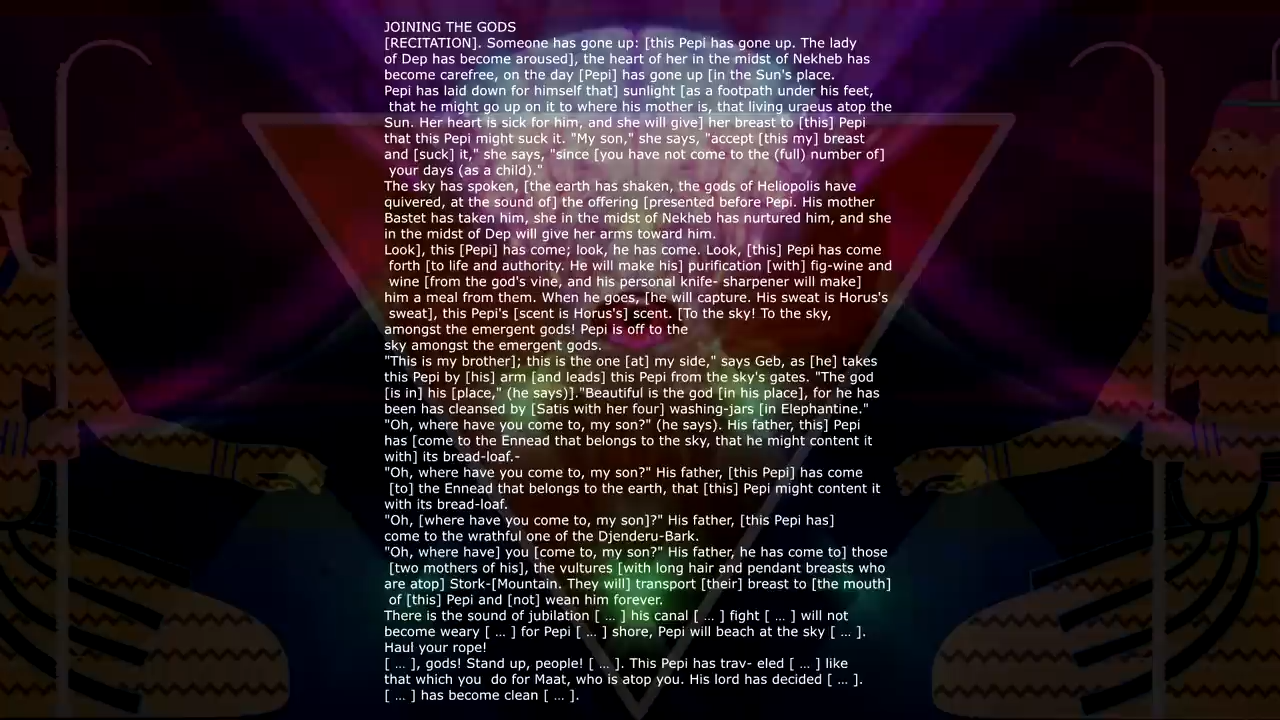 JOINING THE GODS
[RECITATION]. Someone has gone up: [this Pepi has gone up. The lady
of Dep has become aroused], the heart of her in the midst of Nekheb has
become carefree, on the day [Pepi] has gone up [in the Sun's place.
Pepi has laid down for himself that] sunlight [as a footpath under his feet,
that he might go up on it to where his mother is, that living uraeus atop the
Sun. Her heart is sick for him, and she will give] her breast to [this] Pepi
that this Pepi might suck it. "My son," she says, "accept [this my] breast
and [suck] it," she says, "since [you have not come to the (full) number of]
your days (as a child)."
The sky has spoken, [the earth has shaken, the gods of Heliopolis have
quivered, at the sound of] the offering [presented before Pepi. His mother
Bastet has taken him, she in the midst of Nekheb has nurtured him, and she
in the midst of Dep will give her arms toward him.
Look], this [Pepi] has come; look, he has come. Look, [this] Pepi has come
forth [to life and authority. He will make his] purification [with] fig-wine and
wine [from the god's vine, and his personal knife- sharpener will make]
him a meal from them. When he goes, [he will capture. His sweat is Horus's
sweat], this Pepi's [scent is Horus's] scent. [To the sky! To the sky,
amongst the emergent gods! Pepi is off to the
sky amongst the emergent gods.
"This is my brother]; this is the one [at] my side," says Geb, as [he] takes
this Pepi by [his] arm [and leads] this Pepi from the sky's gates. "The god
[is in] his [place," (he says)]."Beautiful is the god [in his place], for he has
been has cleansed by [Satis with her four] washing-jars [in Elephantine."
"Oh, where have you come to, my son?" (he says). His father, this] Pepi
has [come to the Ennead that belongs to the sky, that he might content it
with] its bread-loaf.-
"Oh, where have you come to, my son?" His father, [this Pepi] has come
[to] the Ennead that belongs to the earth, that [this] Pepi might content it
with its bread-loaf.
"Oh, [where have you come to, my son]?" His father, [this Pepi has]
come to the wrathful one of the Djenderu-Bark.
"Oh, where have] you [come to, my son?" His father, he has come to] those
[two mothers of his], the vultures [with long hair and pendant breasts who
are atop] Stork-[Mountain. They will] transport [their] breast to [the mouth]
of [this] Pepi and [not] wean him forever.
There is the sound of jubilation [ … ] his canal [ … ] fight [ … ] will not
become weary [ … ] for Pepi [ … ] shore, Pepi will beach at the sky [ … ].
Haul your rope!
[ … ], gods! Stand up, people! [ … ]. This Pepi has trav- eled [ … ] like
that which you  do for Maat, who is atop you. His lord has decided [ … ].
[ … ] has become clean [ … ].